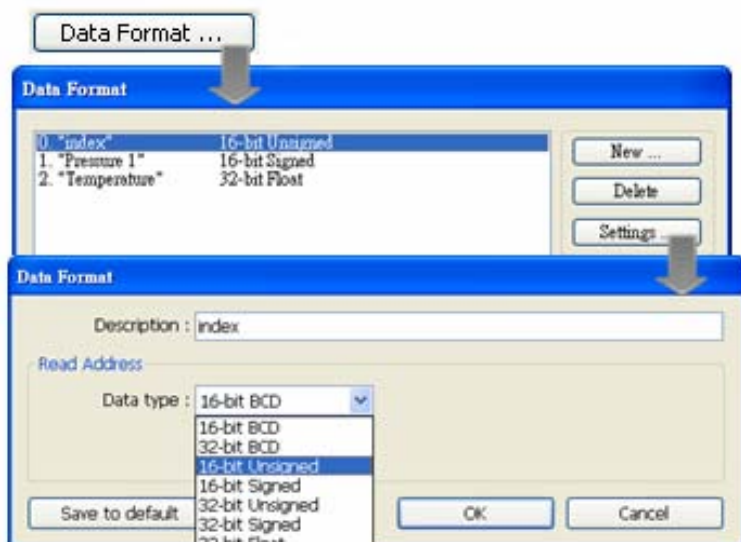 Data Format ...
Data Format
0. "index" 16-bit Unsigned
1. "Pressure 1" 16-bit Signed
2. "Temperature" 32-bit Float
New ...
Delete
Settings ...
Data Format
Description : index
Read Address
Data type : 16-bit BCD
16-bit BCD
32-bit BCD
16-bit Unsigned
16-bit Signed
32-bit Unsigned
32-bit Signed
32-bit Float
Save to default
OK
Cancel